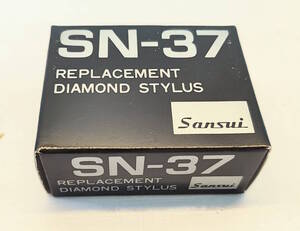 SN-37
REPLACEMENT
DIAMOND STYLUS
Sansui
SN-37
REPLACEMENT
DIAMOND STYLUS
Sansui